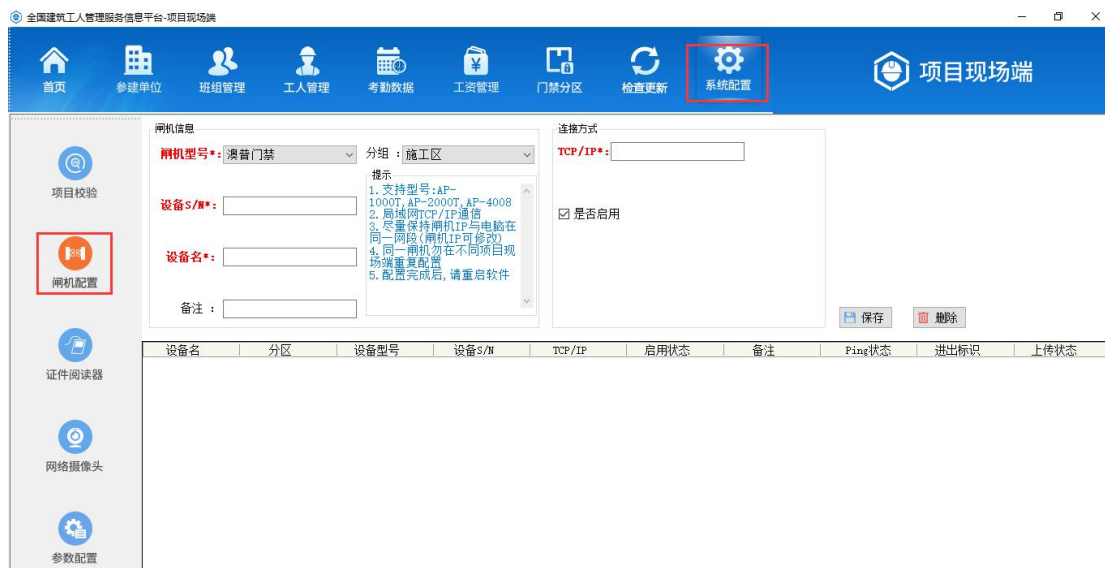 全国建筑工人管理服务信息平台-项目现场端
首页 参建单位 班组管理 工人管理 考勤数据 工资管理 门禁分区 检查更新 系统配置 项目现场端
项目校验
闸机配置
证件阅读器
网络摄像头
参数配置
闸机信息
闸机型号*: 澳普门禁 分组 : 施工区
设备S/N*:
设备名*:
备注 :
提示
1.支持型号:AP-
1000T,AP-2000T,AP-4008
2.局域网TCP/IP通信
3.尽量保持闸机IP与电脑在
同一网段(闸机IP可修改)
4.同一闸机勿在不同项目现
场端重复配置
5.配置完成后,请重启软件
连接方式
TCP/IP*:
是否启用
保存 删除
设备名 分区 设备型号 设备S/N TCP/IP 启用状态 备注 Ping状态 进出标识 上传状态